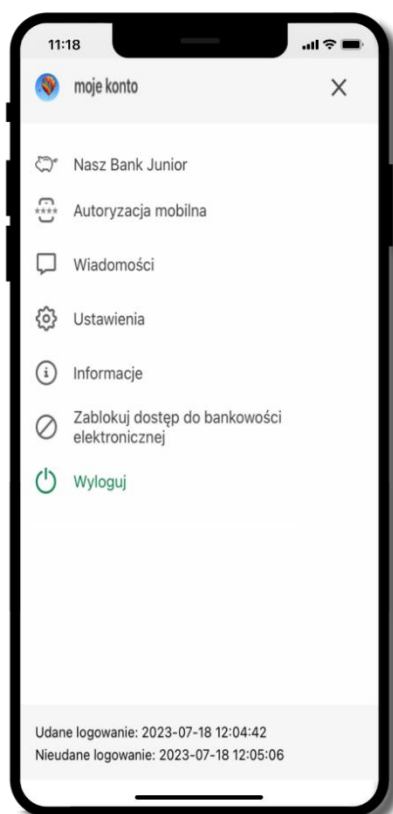 11:18
moje konto
Nasz Bank Junior
****
Autoryzacja mobilna
Wiadomości
Ustawienia
i
Informacje
Zablokuj dostęp do bankowości
elektronicznej
Wyloguj
Udane logowanie: 2023-07-18 12:04:42
Nieudane logowanie: 2023-07-18 12:05:06